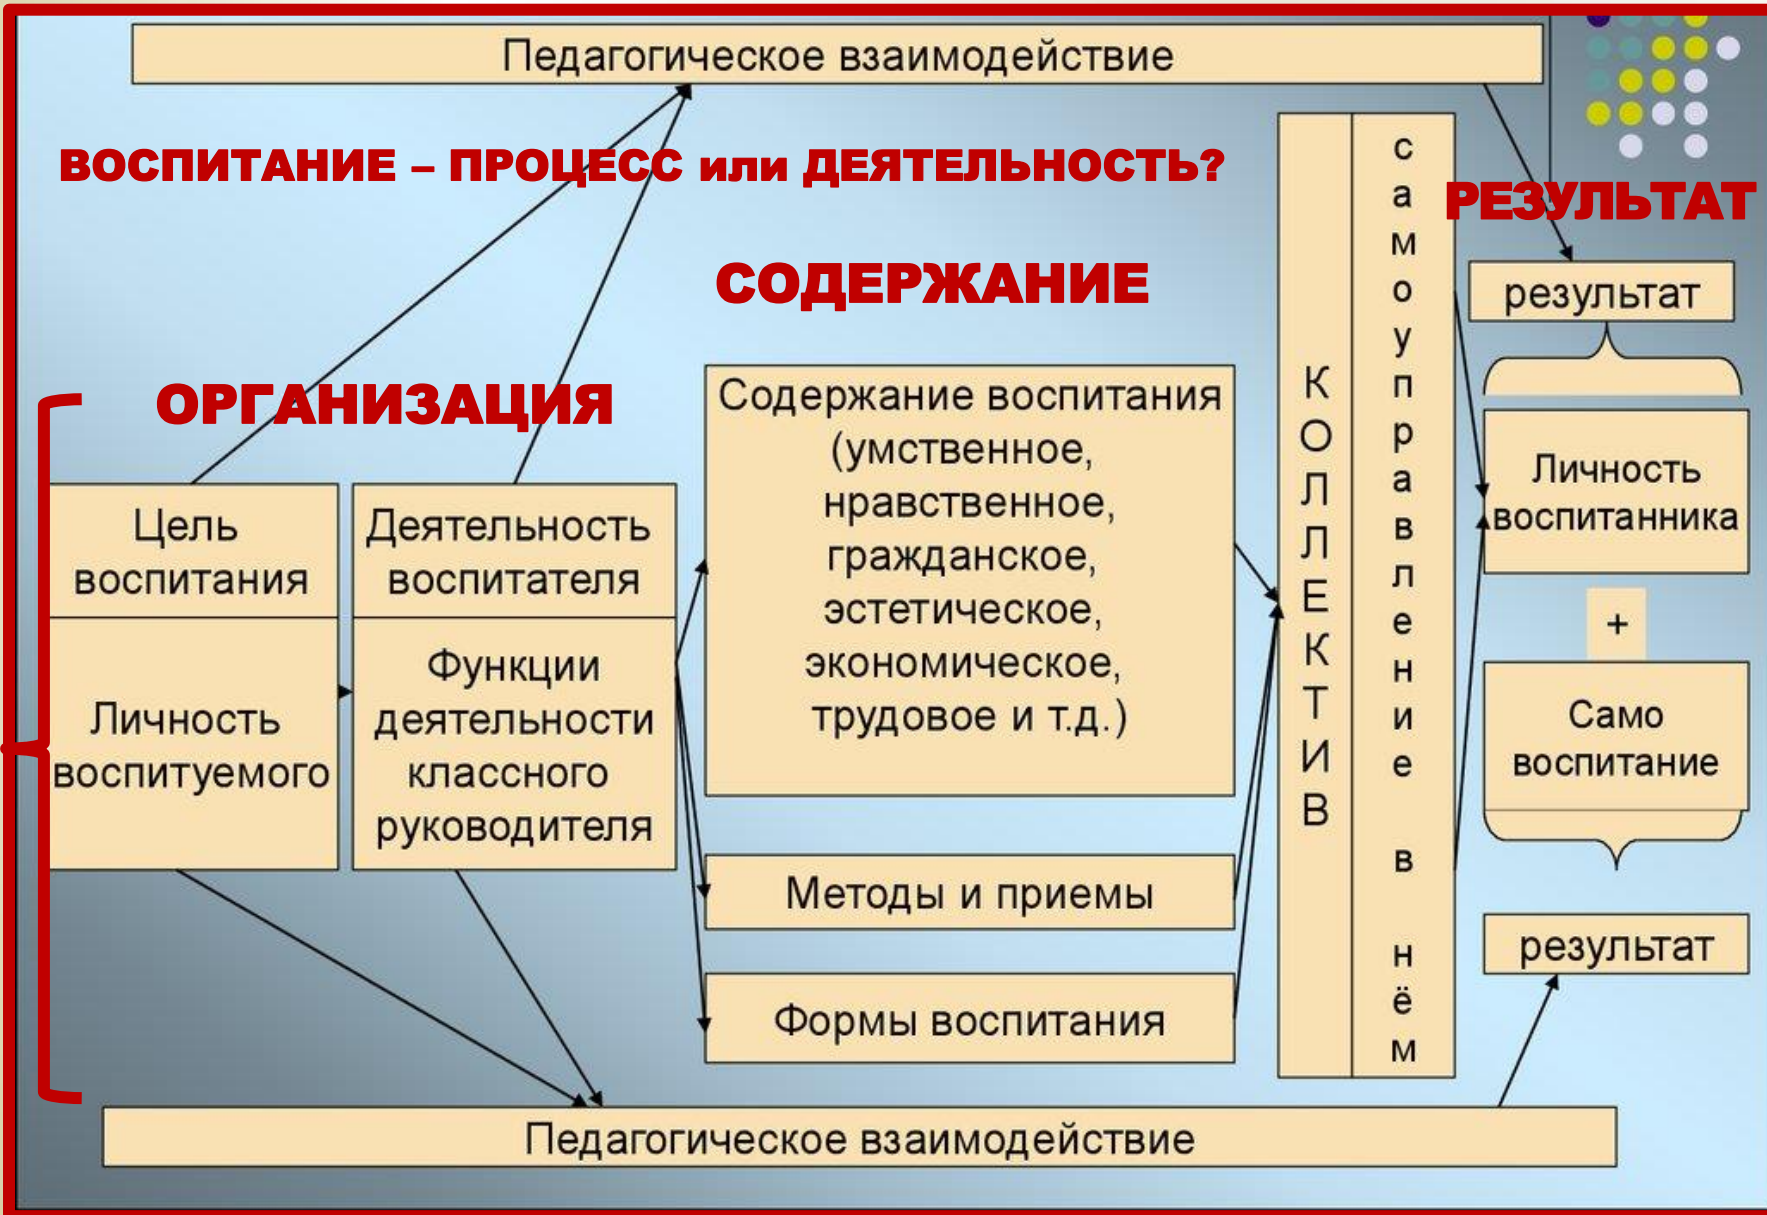 Педагогическое взаимодействие
ВОСПИТАНИЕ – ПРОЦЕСС или ДЕЯТЕЛЬНОСТЬ?
РЕЗУЛЬТАТ
СОДЕРЖАНИЕ
ОРГАНИЗАЦИЯ
Цель
воспитания
Личность
воспитуемого
Деятельность
воспитателя
Функции
деятельности
классного
руководителя
Содержание воспитания
(умственное,
нравственное,
гражданское,
эстетическое,
экономическое,
трудовое и т.д.)
Методы и приемы
Формы воспитания
КОЛЛЕКТИВ
самоуправление в нём
результат
Личность
воспитанника
+
Само
воспитание
результат
Педагогическое взаимодействие